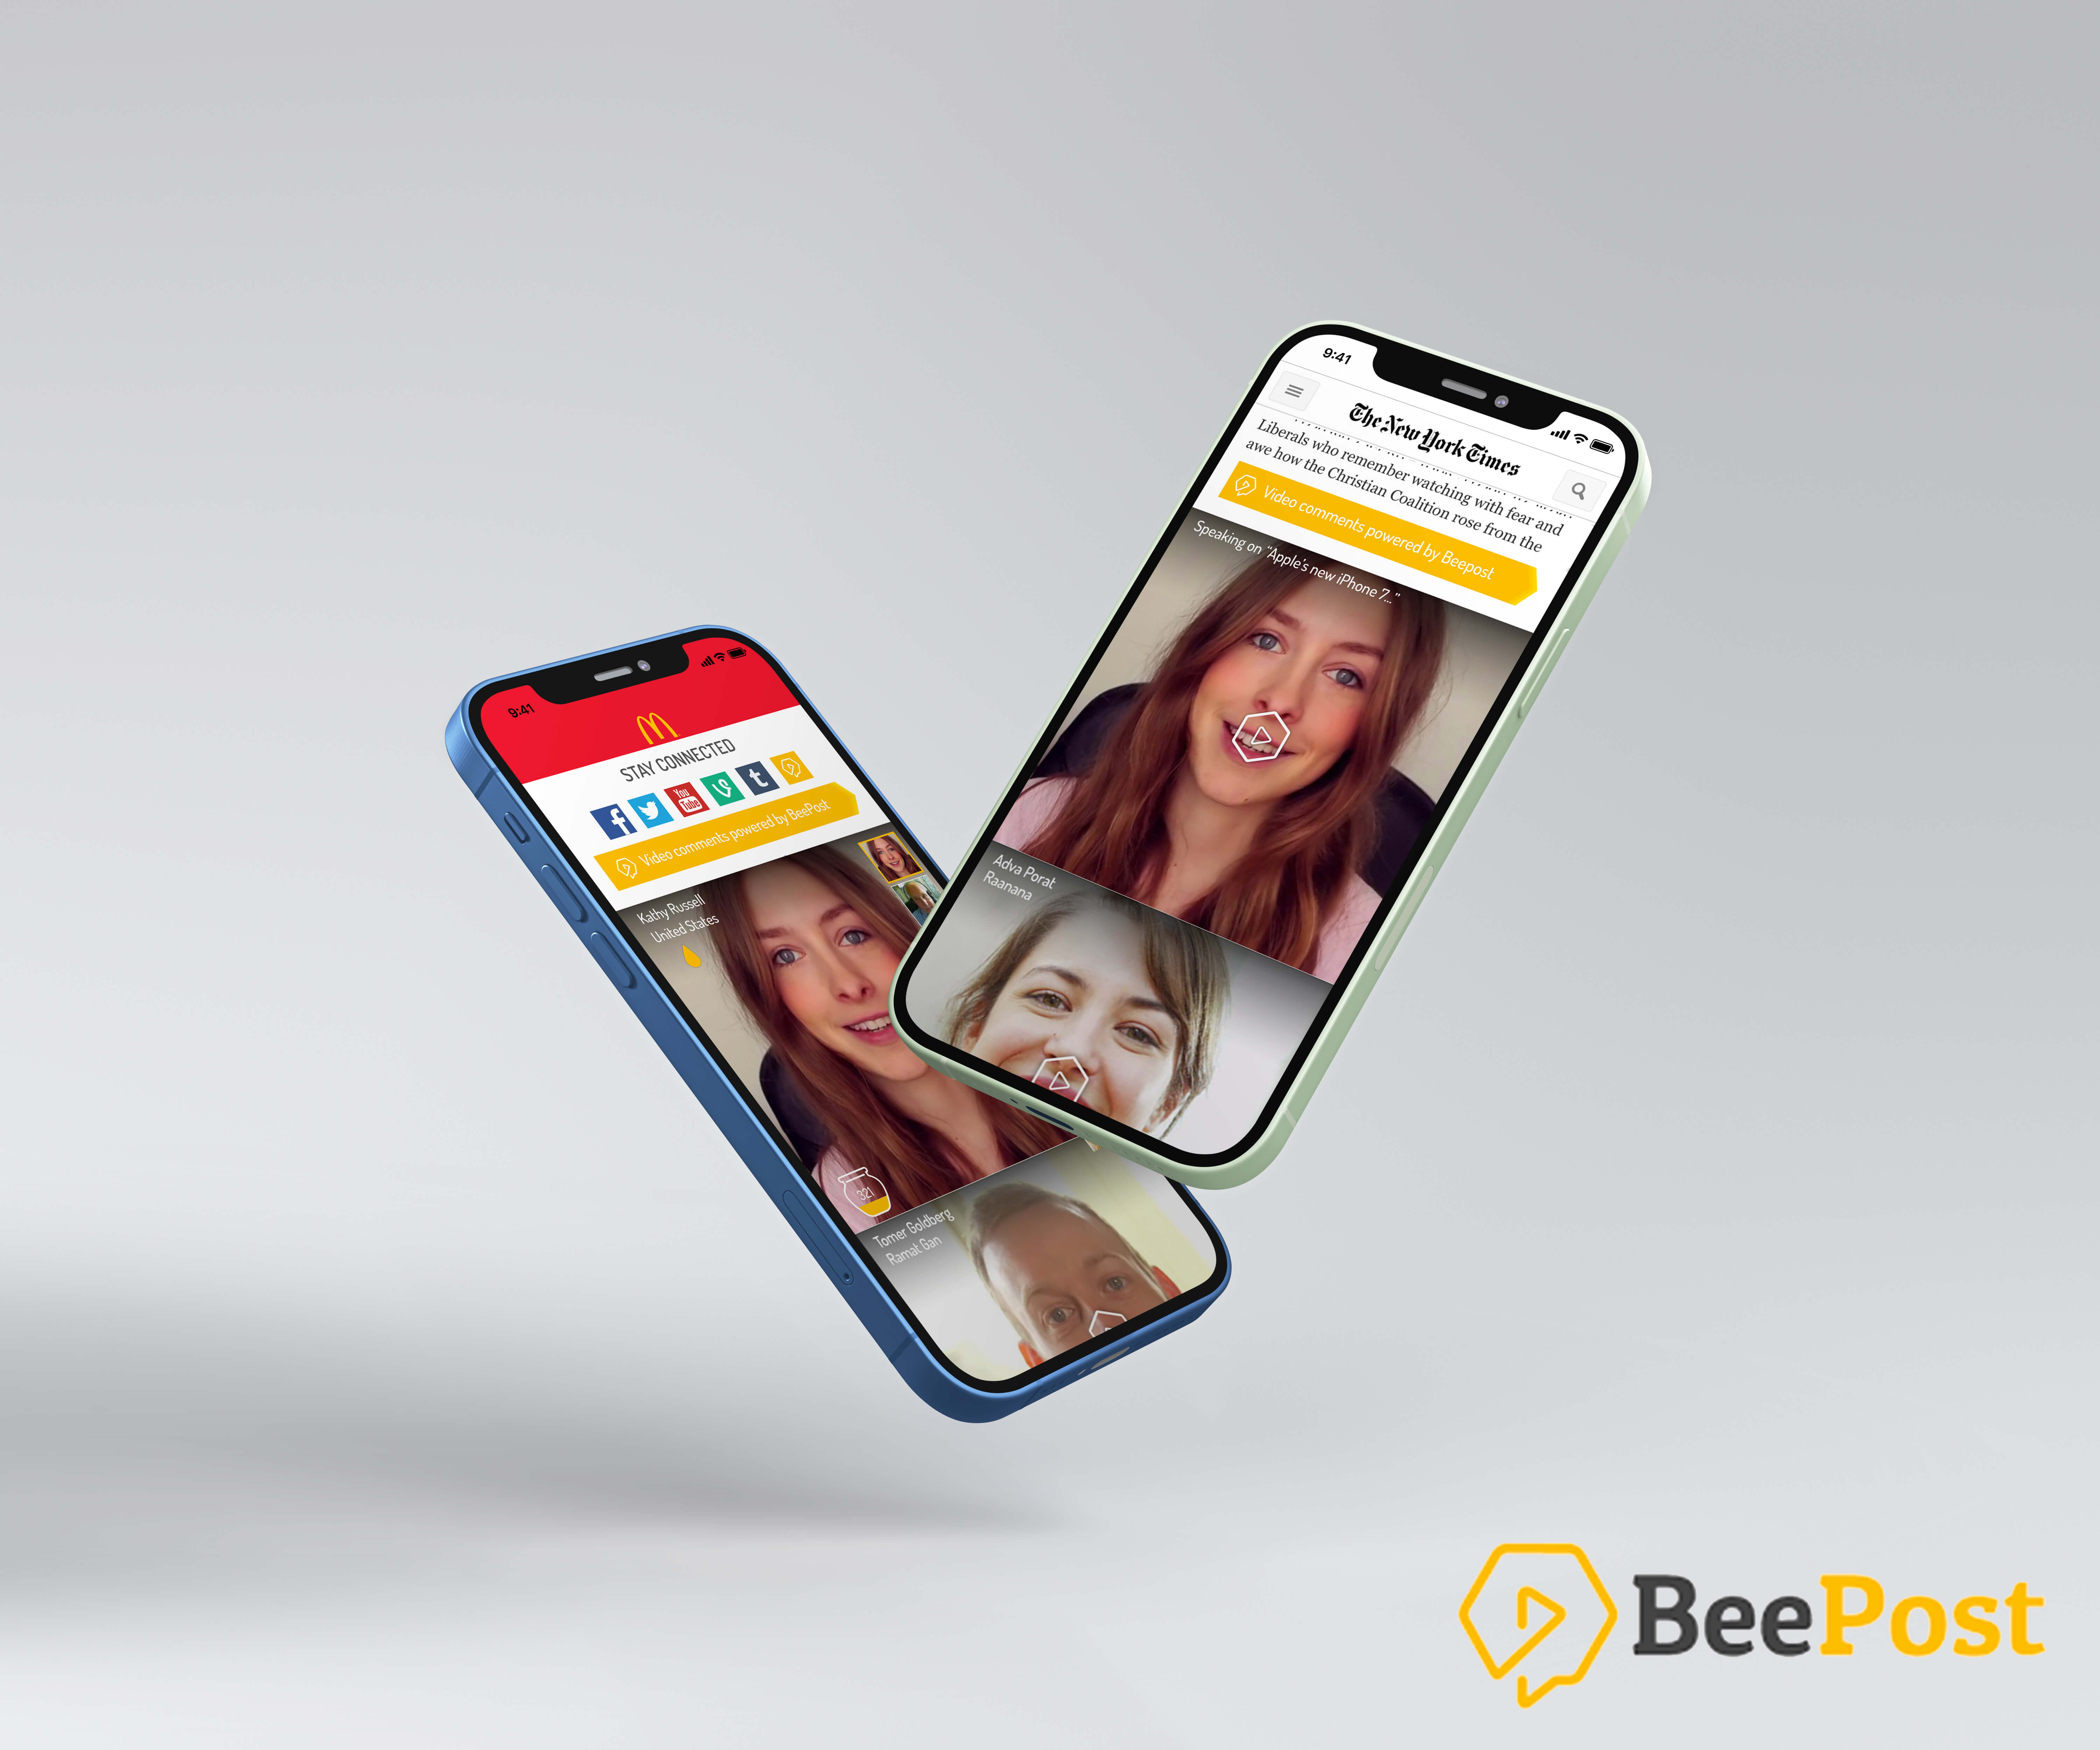 9:41
STAY CONNECTED
You
Tube
Video comments powered by BeePost
Kathy Russell
United States
321
Tomer Goldberg
Ramat Gan
9:41
The New York Times
Liberals who remember watching with fear and
awe how the Christian Coalition rose from the
Video comments powered by Beepost
Speaking on "Apple's new iPhone 7..."
Adva Porat
Raanana
BeePost